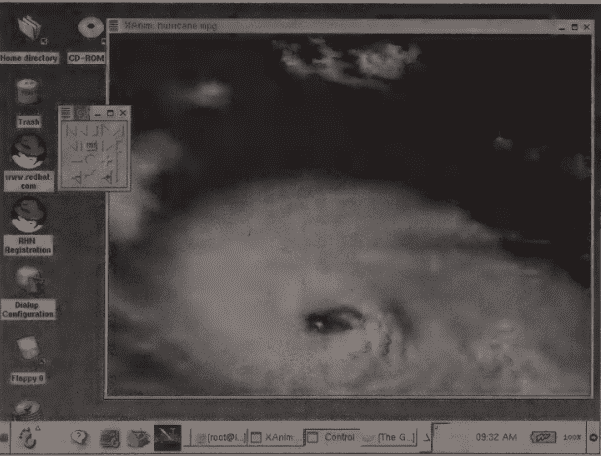 XAnim: hurricane.mpg
Home directory
CD-ROM
Trash
www.redhat.
com
RHN
Registration
Dialup
Configuration
Floppy 0
[root@l..]
XAnim
Control
[The G..]
09:32 AM
100%